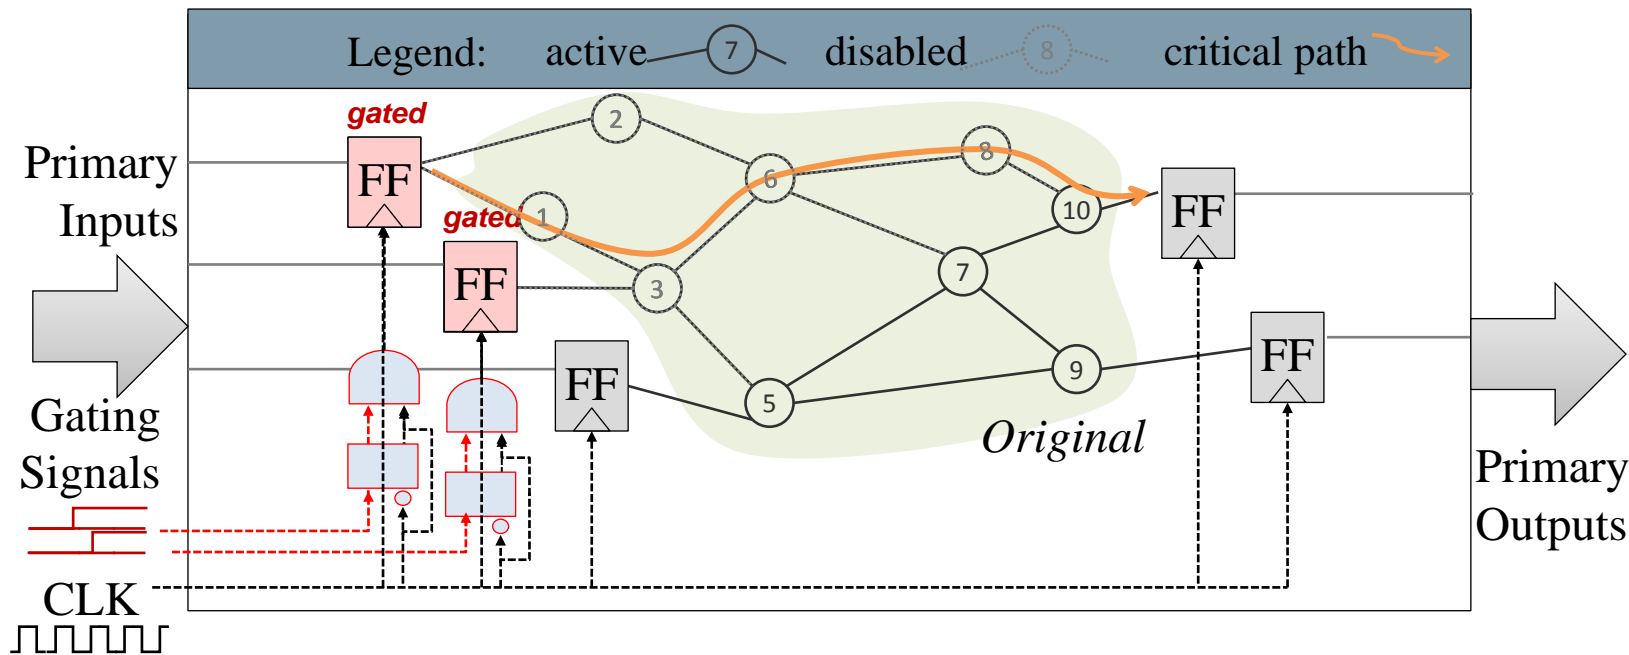 Legend: active 7 disabled 8 critical path
gated
FF
Primary
Inputs
gated
FF
FF
1
2
3
5
6
7
8
9
10
FF
FF
Original
Gating
Signals
CLK
Primary
Outputs